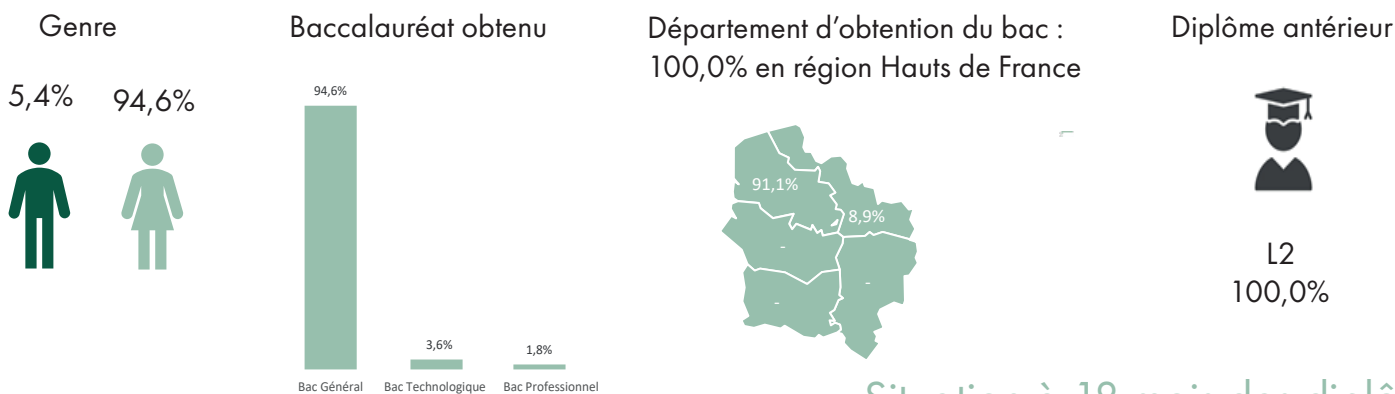 Genre
5,4% 94,6%
Baccalauréat obtenu
94,6%
3,6%
1,8%
Bac Général Bac Technologique Bac Professionnel
Département d'obtention du bac :
100,0% en région Hauts de France
91,1%
8,9%
-
-
-
Diplôme antérieur
L2
100,0%